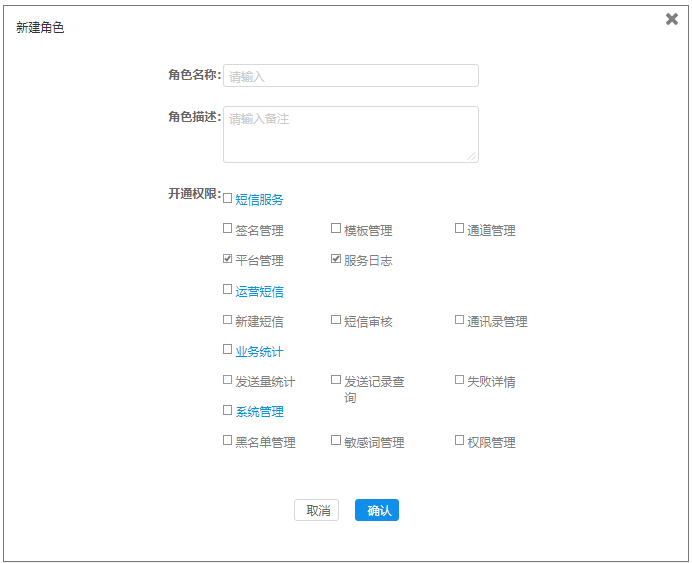 新建角色
角色名称：
请输入
角色描述：
请输入备注
开通权限：
短信服务
签名管理 模板管理 通道管理
平台管理 服务日志
运营短信
新建短信 短信审核 通讯录管理
业务统计
发送量统计 发送记录查 失败详情
询
系统管理
黑名单管理 敏感词管理 权限管理
取消 确认